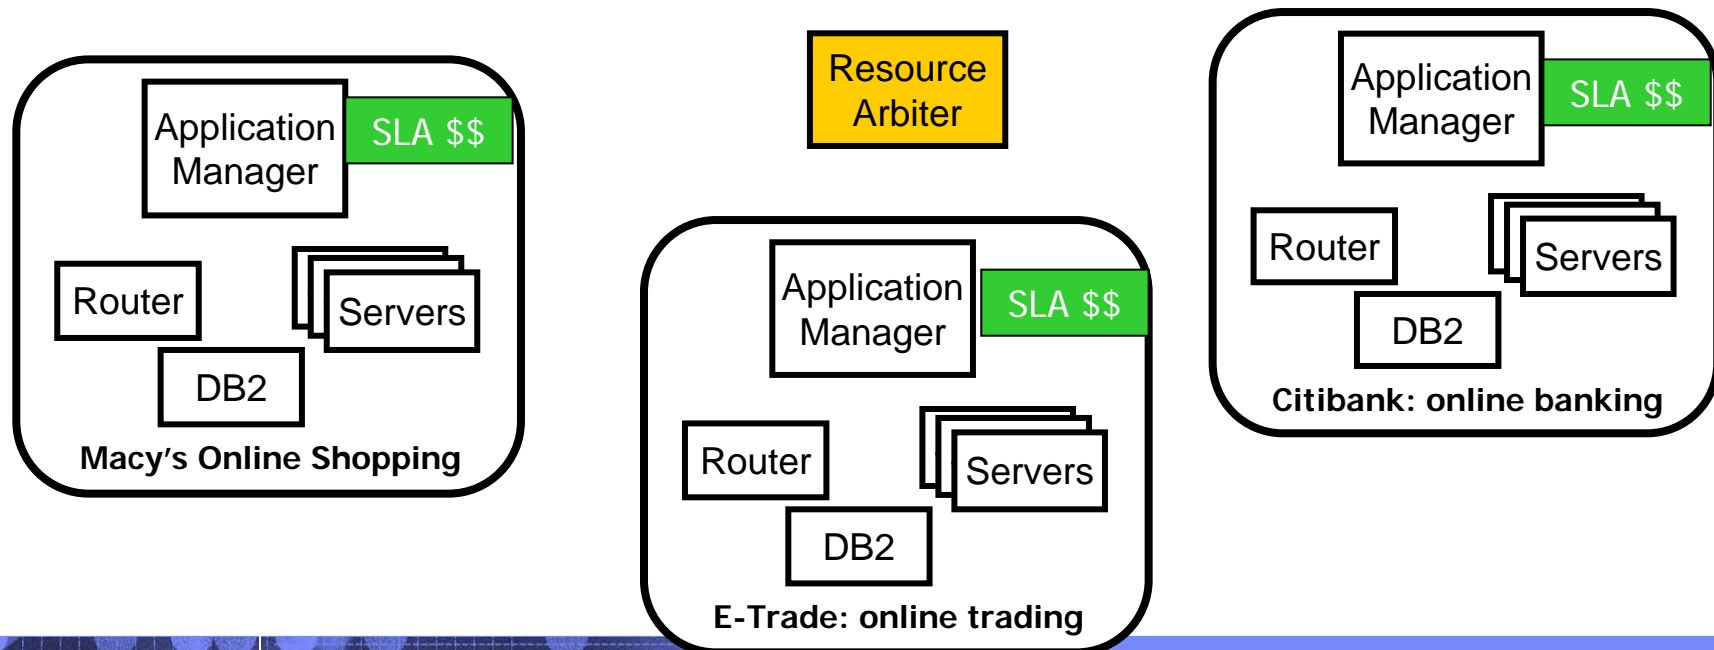 Application
Manager
SLA $$
Router
Servers
DB2
Macy's Online Shopping
Resource
Arbiter
Application
Manager
SLA $$
Router
Servers
DB2
E-Trade: online trading
Application
Manager
SLA $$
Router
Servers
DB2
Citibank: online banking